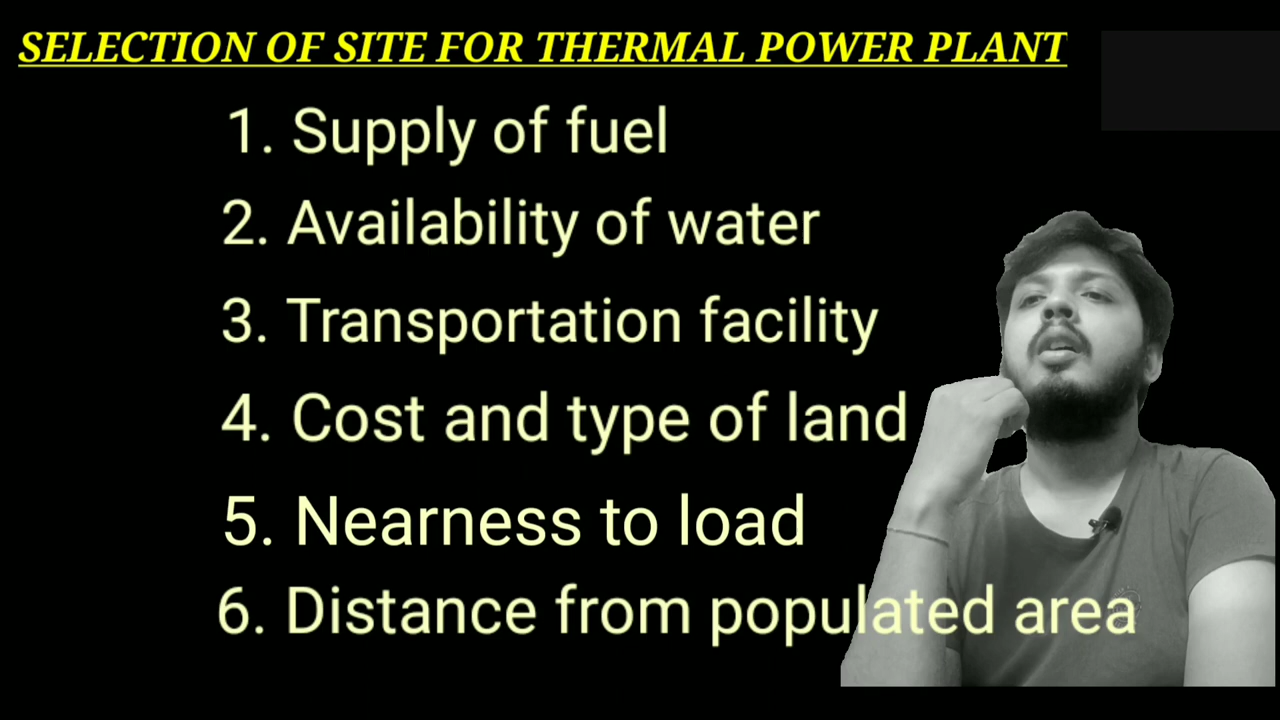 SELECTION OF SITE FOR THERMAL POWER PLANT
1. Supply of fuel
2. Availability of water
3. Transportation facility
4. Cost and type of land
5. Nearness to load
6. Distance from populated area